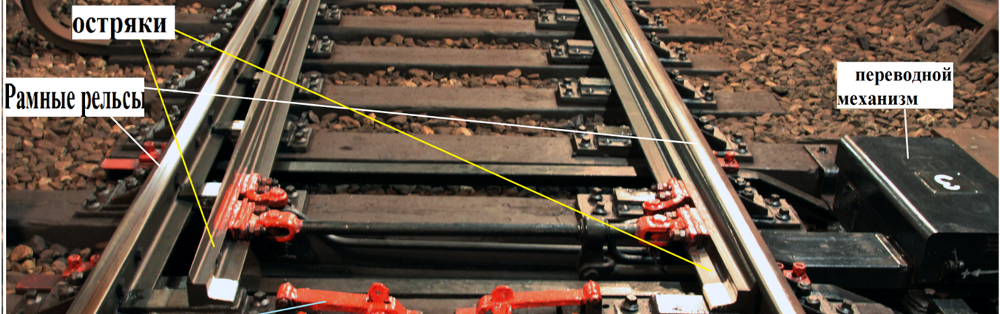 остряки
Рамные рельсы
переводной
механизм
3